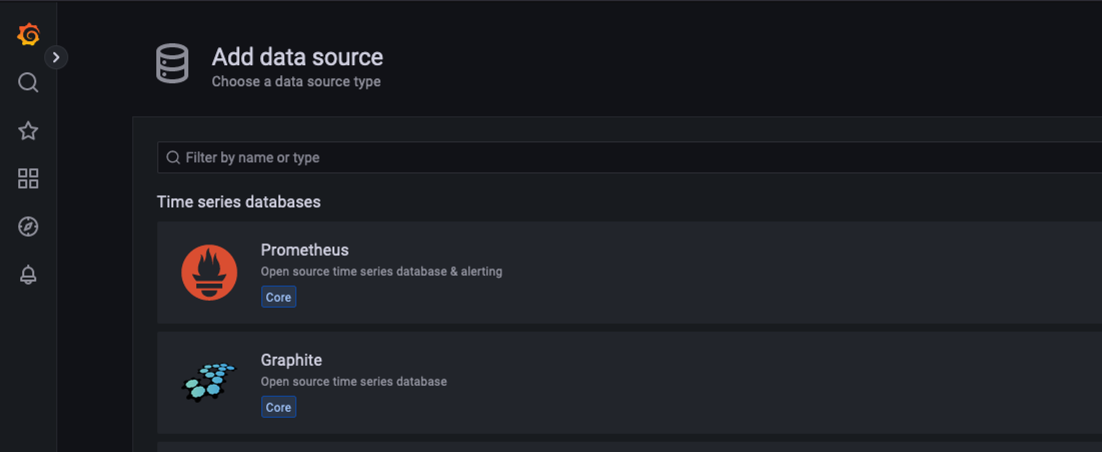 Add data source
Choose a data source type
Filter by name or type
Time series databases
Prometheus
Open source time series database & alerting
Core
Graphite
Open source time series database
Core